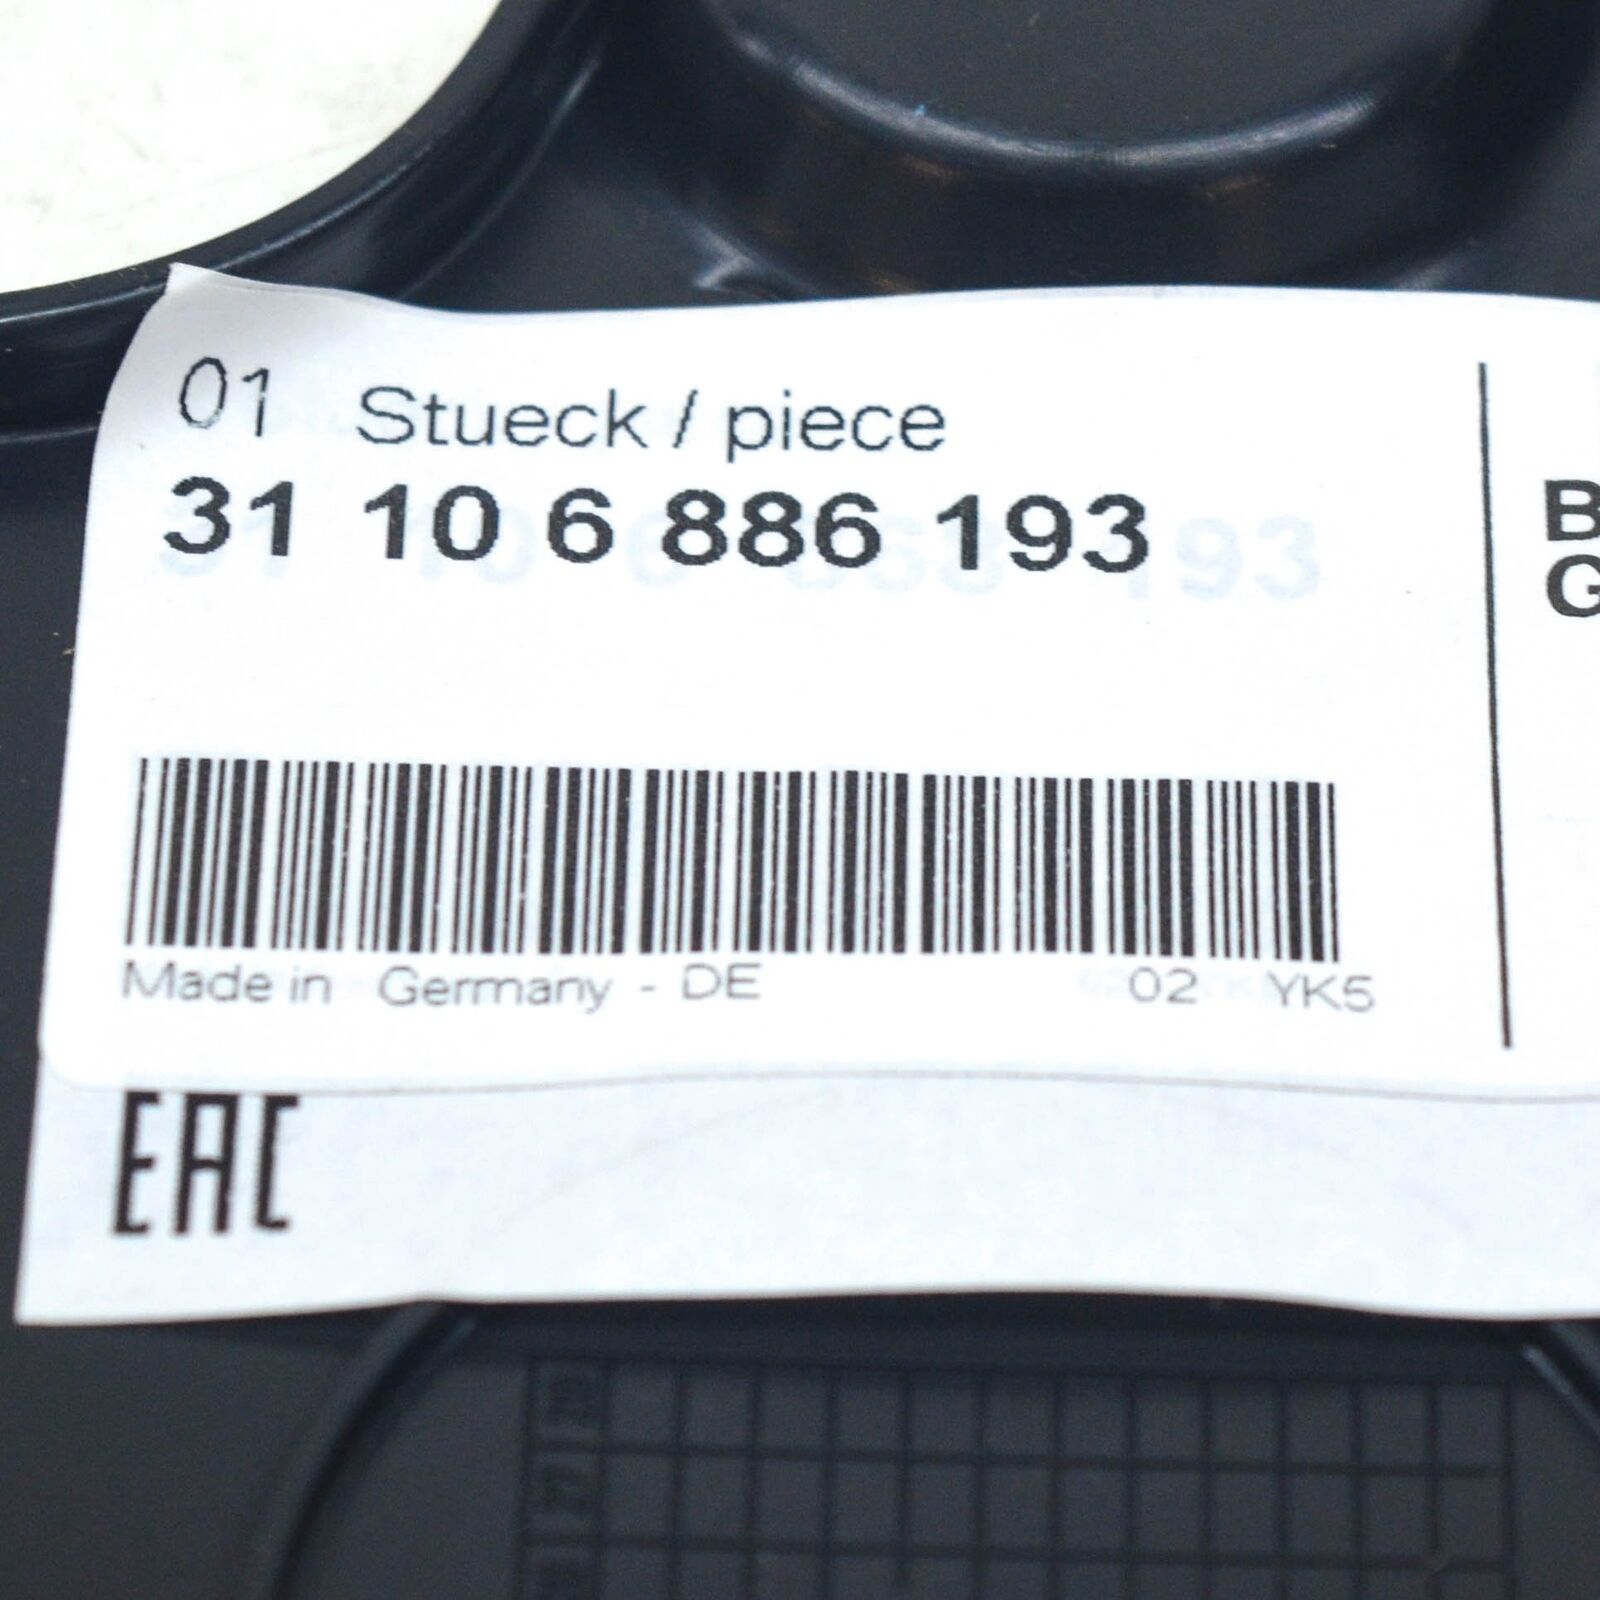 01 Stueck / piece
31 10 6 886 193
B
G
Made in Germany - DE 02 YK5
EAC